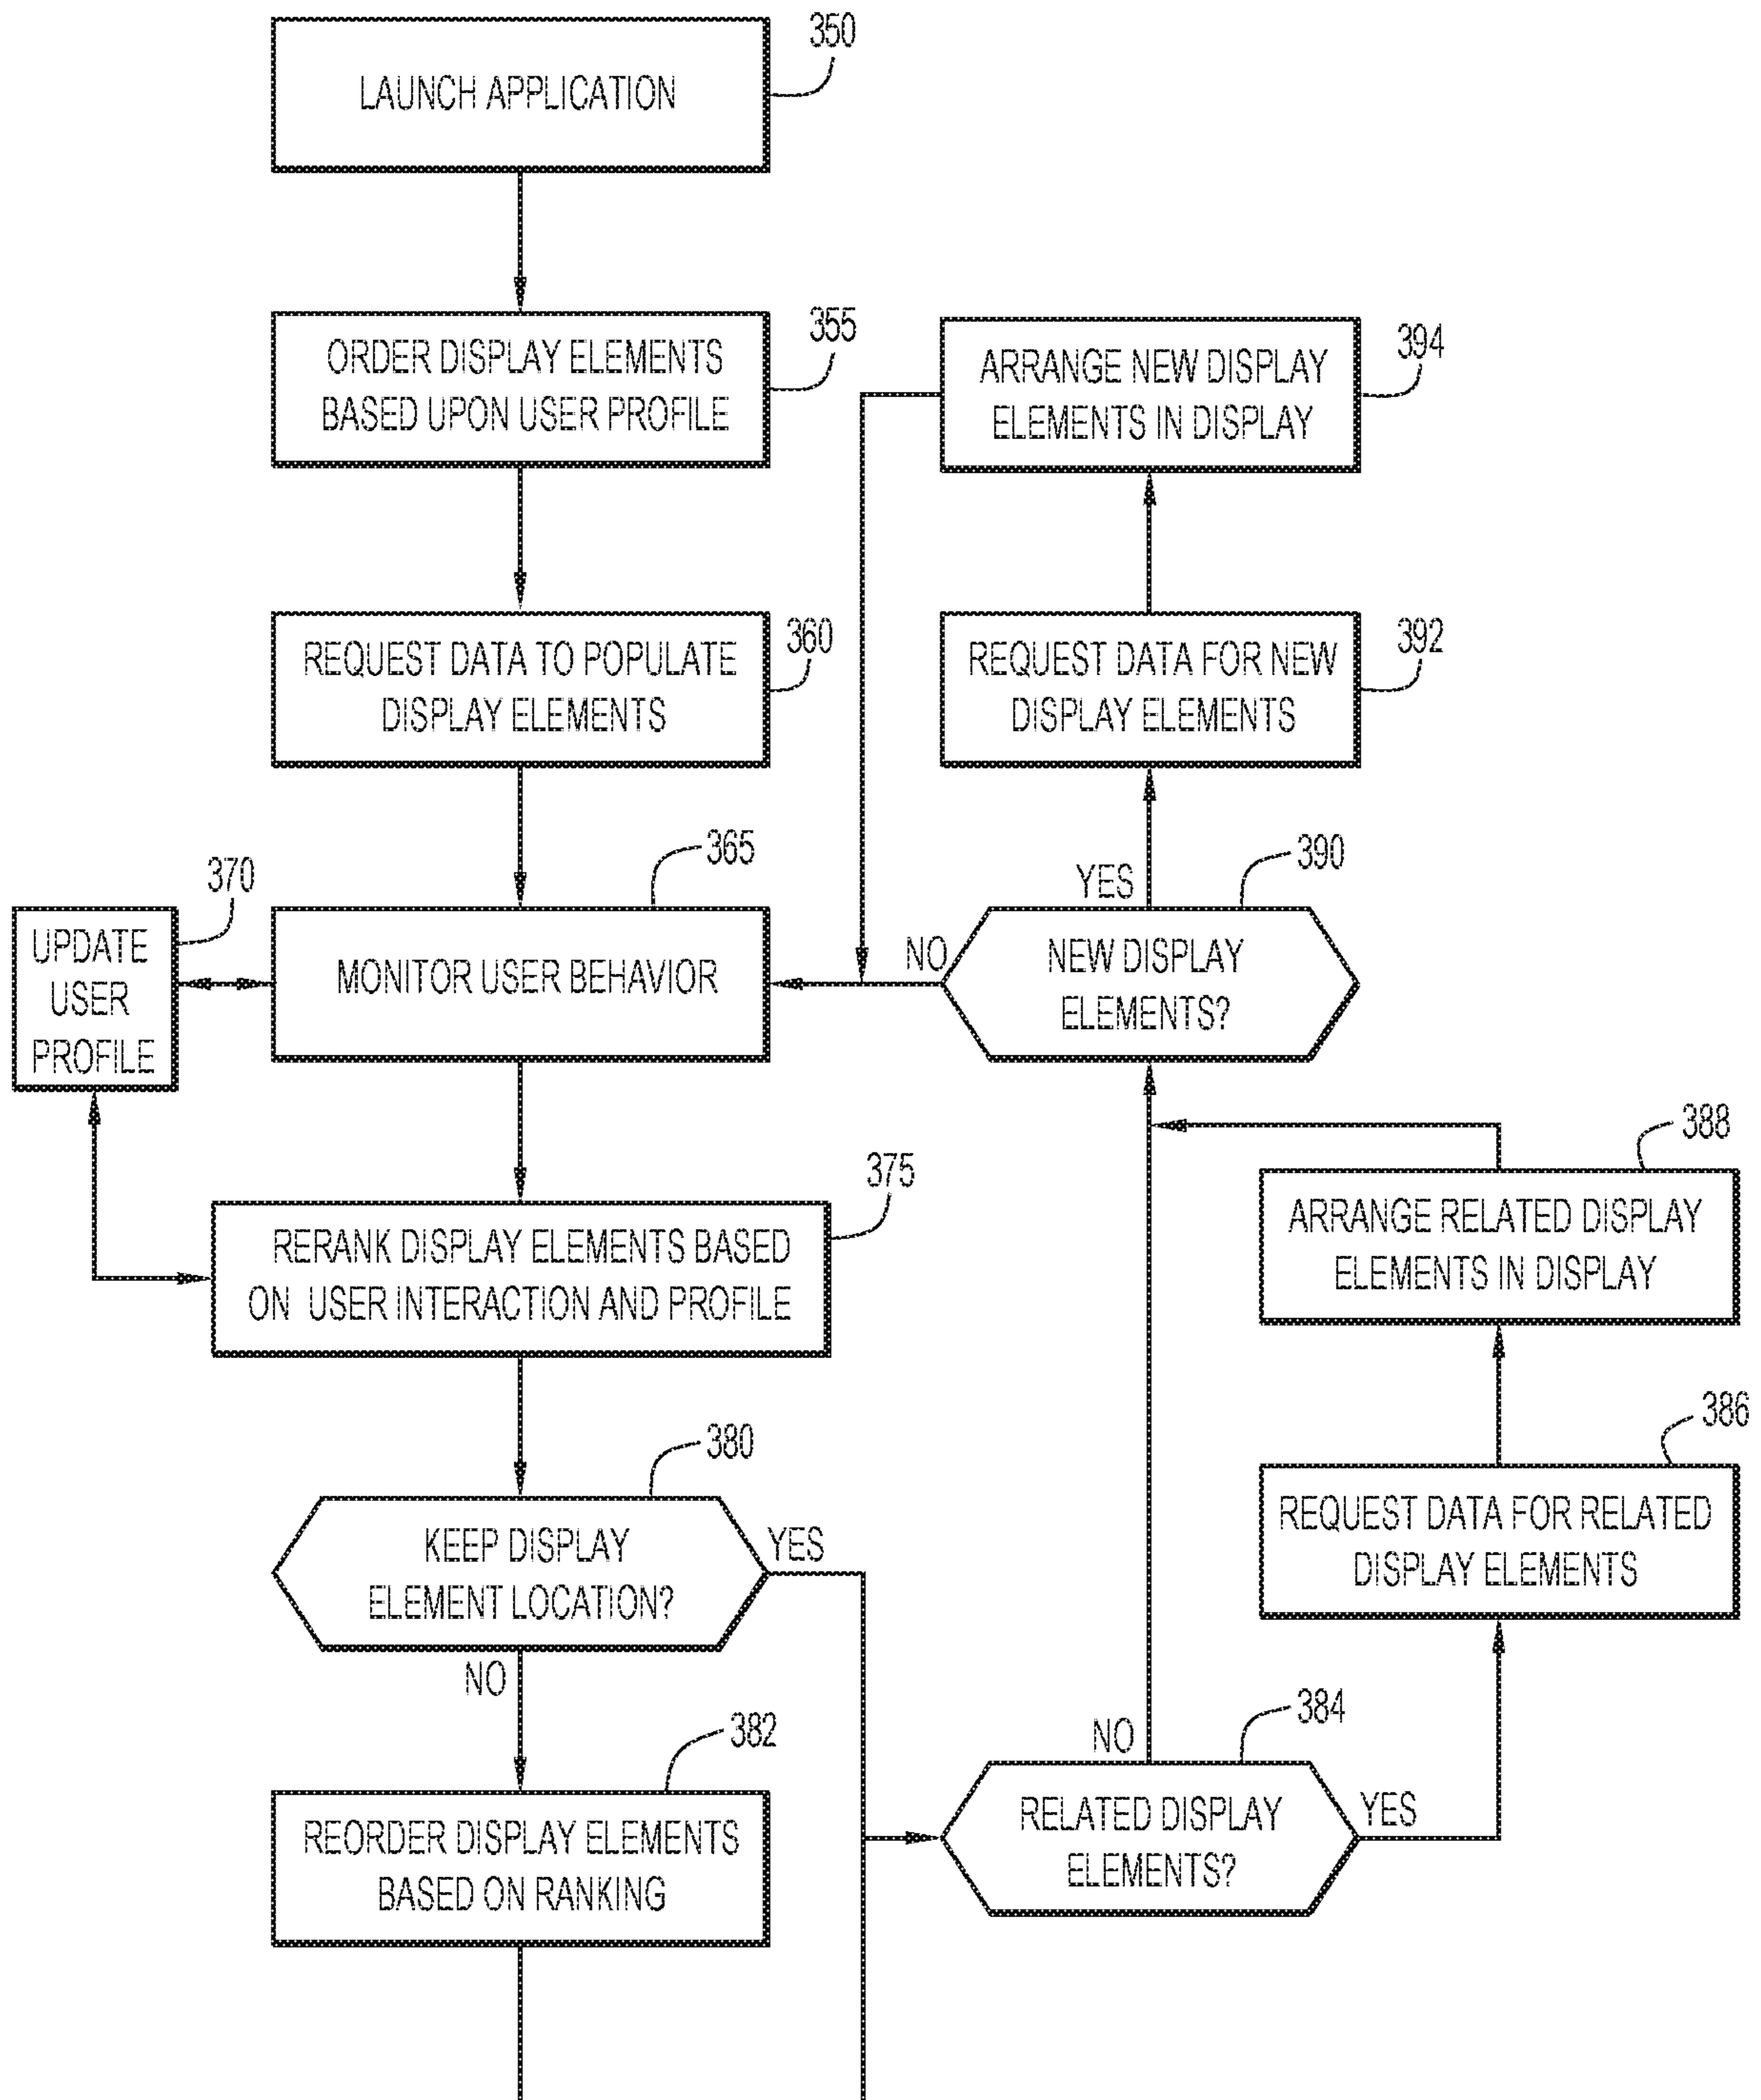 350
LAUNCH APPLICATION
355
ORDER DISPLAY ELEMENTS
BASED UPON USER PROFILE
360
REQUEST DATA TO POPULATE
DISPLAY ELEMENTS
365
MONITOR USER BEHAVIOR
370
UPDATE
USER
PROFILE
375
RERANK DISPLAY ELEMENTS BASED
ON USER INTERACTION AND PROFILE
380
KEEP DISPLAY
ELEMENT LOCATION?
YES
NO
382
REORDER DISPLAY ELEMENTS
BASED ON RANKING
384
RELATED DISPLAY
ELEMENTS?
YES
NO
386
REQUEST DATA FOR RELATED
DISPLAY ELEMENTS
388
ARRANGE RELATED DISPLAY
ELEMENTS IN DISPLAY
390
NEW DISPLAY
ELEMENTS?
YES
NO
392
REQUEST DATA FOR NEW
DISPLAY ELEMENTS
394
ARRANGE NEW DISPLAY
ELEMENTS IN DISPLAY